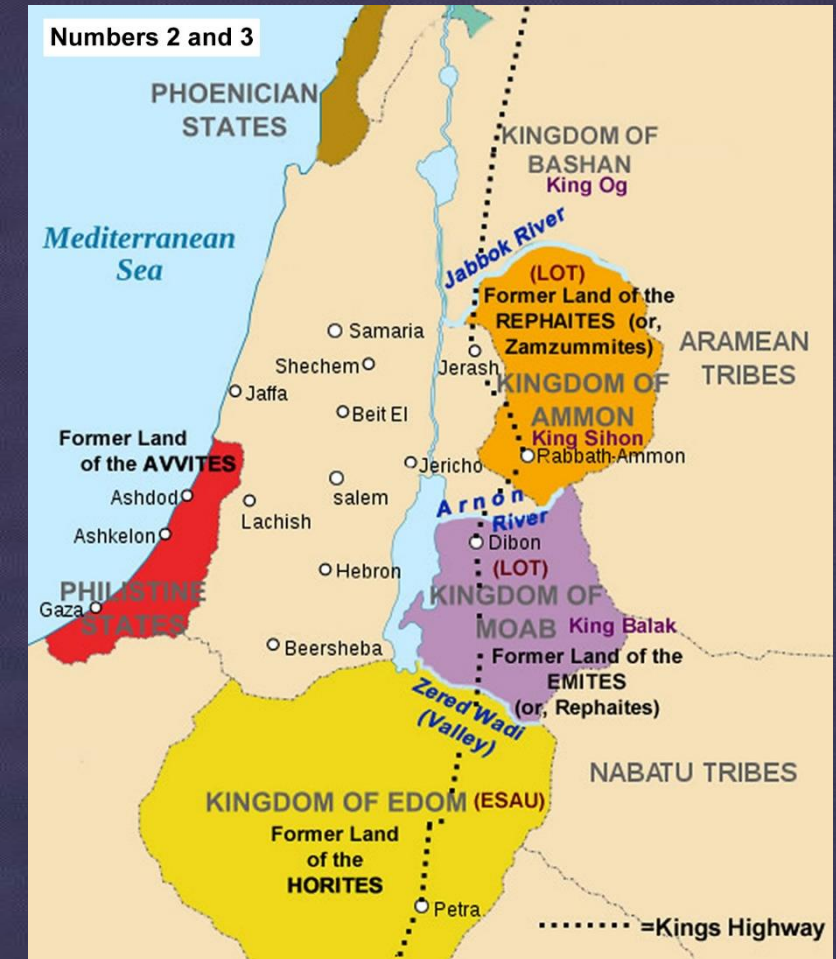 Numbers 2 and 3
PHOENICIAN
STATES
KINGDOM OF
BASHAN
King Og
Mediterranean
Sea
Jabbok River
(LOT)
Former Land of the
REPHAITES (or,
Zamzummites)
ARAMEAN
TRIBES
Samaria
Shechem
Jerash
KINGDOM OF
AMMON
King Sihon
Rabbath-Ammon
Jaffa
Beit El
Former Land
of the AVVITES
Jericho
Ashdod
salem
Lachish
Arnon
River
Ashkelon
Dibon
(LOT)
Hebron
KINGDOM OF
MOAB
King Balak
PHILISTINE
STATES
Gaza
Former Land of the
EMITES
(or, Rephaites)
Beersheba
Zered Wadi
(Valley)
NABATU TRIBES
KINGDOM OF EDOM (ESAU)
Former Land
of the
HORITES
Petra
=Kings Highway